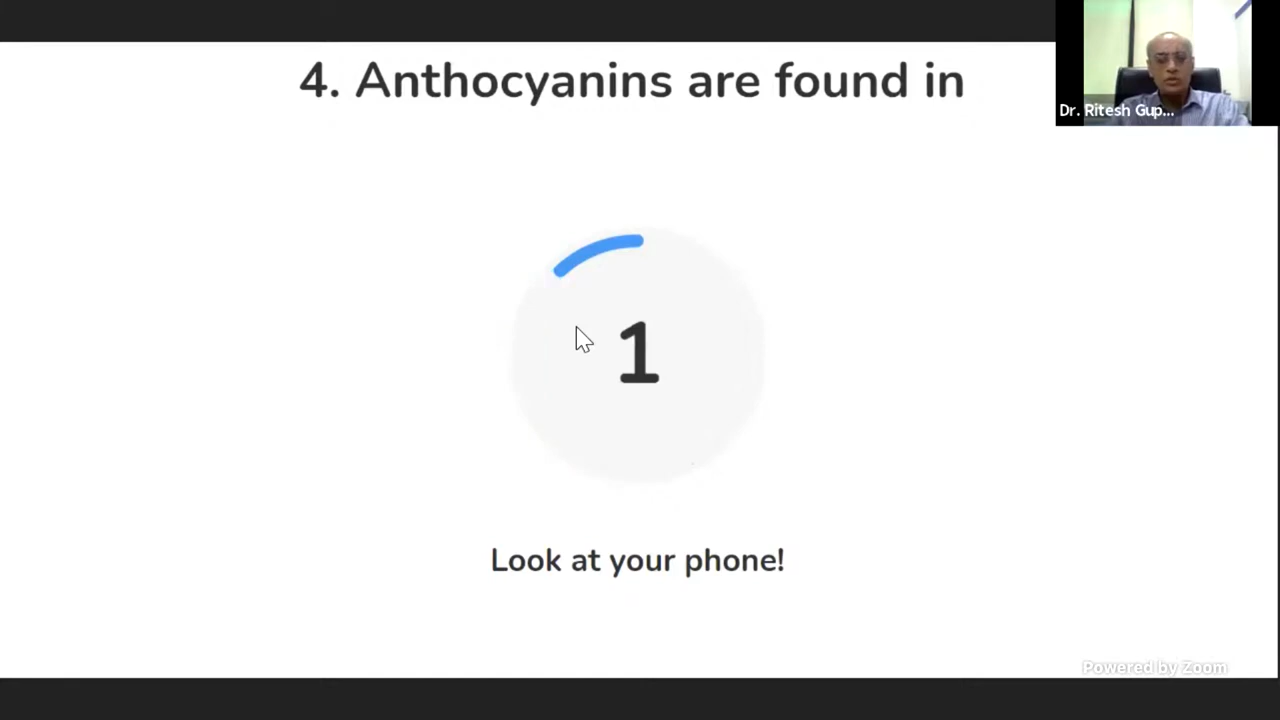 4. Anthocyanins are found in
Dr. Ritesh Gup...
1
Look at your phone!
Powered by Zoom